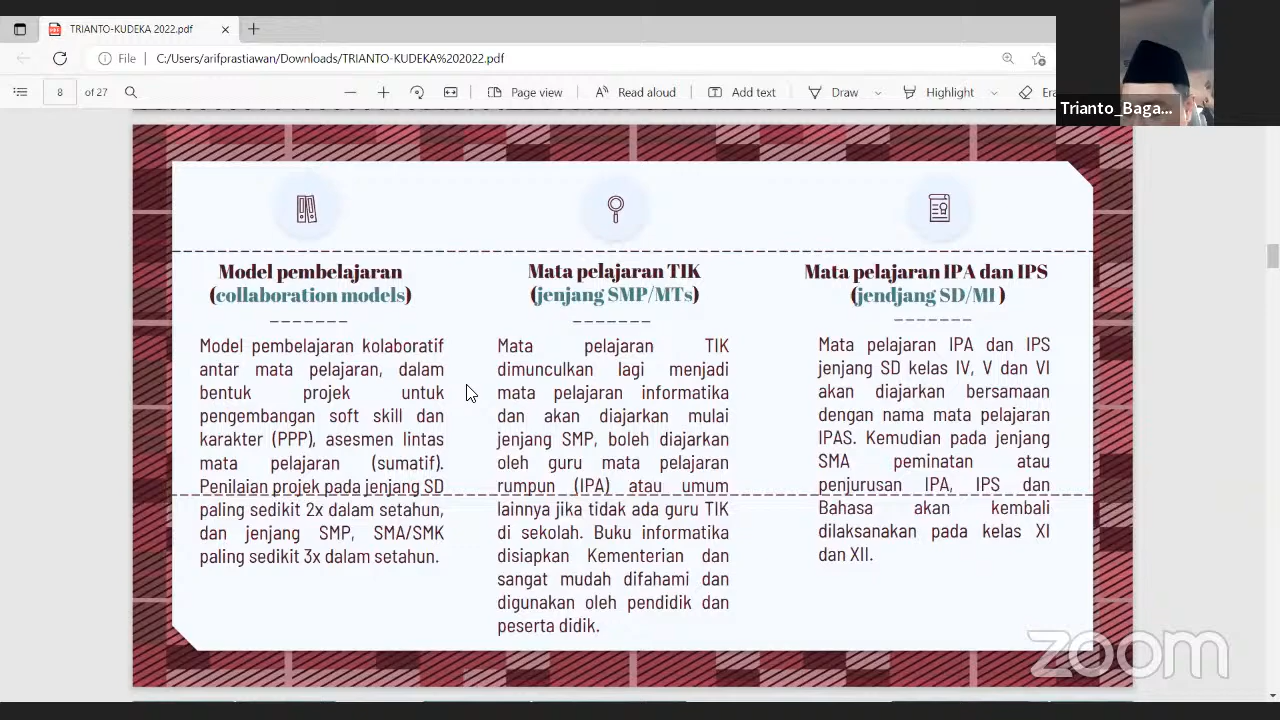 TRIANTO-KUDEKA 2022.pdf
File
C:/Users/arifprastiawan/Downloads/TRIANTO-KUDEKA%202022.pdf
8
of 27
Page view
Read aloud
Add text
Draw
Highlight
Era
Trianto_Baga...
Model pembelajaran
(collaboration models)
Model pembelajaran kolaboratif
antar mata pelajaran, dalam
bentuk projek untuk
pengembangan soft skill dan
karakter (PPP), asesmen lintas
mata pelajaran (sumatif).
Penilaian projek pada jenjang SD
paling sedikit 2x dalam setahun,
dan jenjang SMP, SMA/SMK
paling sedikit 3x dalam setahun.
Mata pelajaran TIK
(jenjang SMP/MTs)
Mata pelajaran TIK
dimunculkan lagi menjadi
mata pelajaran informatika
dan akan diajarkan mulai
jenjang SMP, boleh diajarkan
oleh guru mata pelajaran
rumpun (IPA) atau umum
lainnya jika tidak ada guru TIK
di sekolah. Buku informatika
disiapkan Kementerian dan
sangat mudah difahami dan
digunakan oleh pendidik dan
peserta didik.
Mata pelajaran IPA dan IPS
(jendjang SD/MI )
Mata pelajaran IPA dan IPS
jenjang SD kelas IV, V dan VI
akan diajarkan bersamaan
dengan nama mata pelajaran
IPAS. Kemudian pada jenjang
SMA peminatan atau
penjurusan IPA, IPS dan
Bahasa akan kembali
dilaksanakan pada kelas XI
dan XII.
zoom